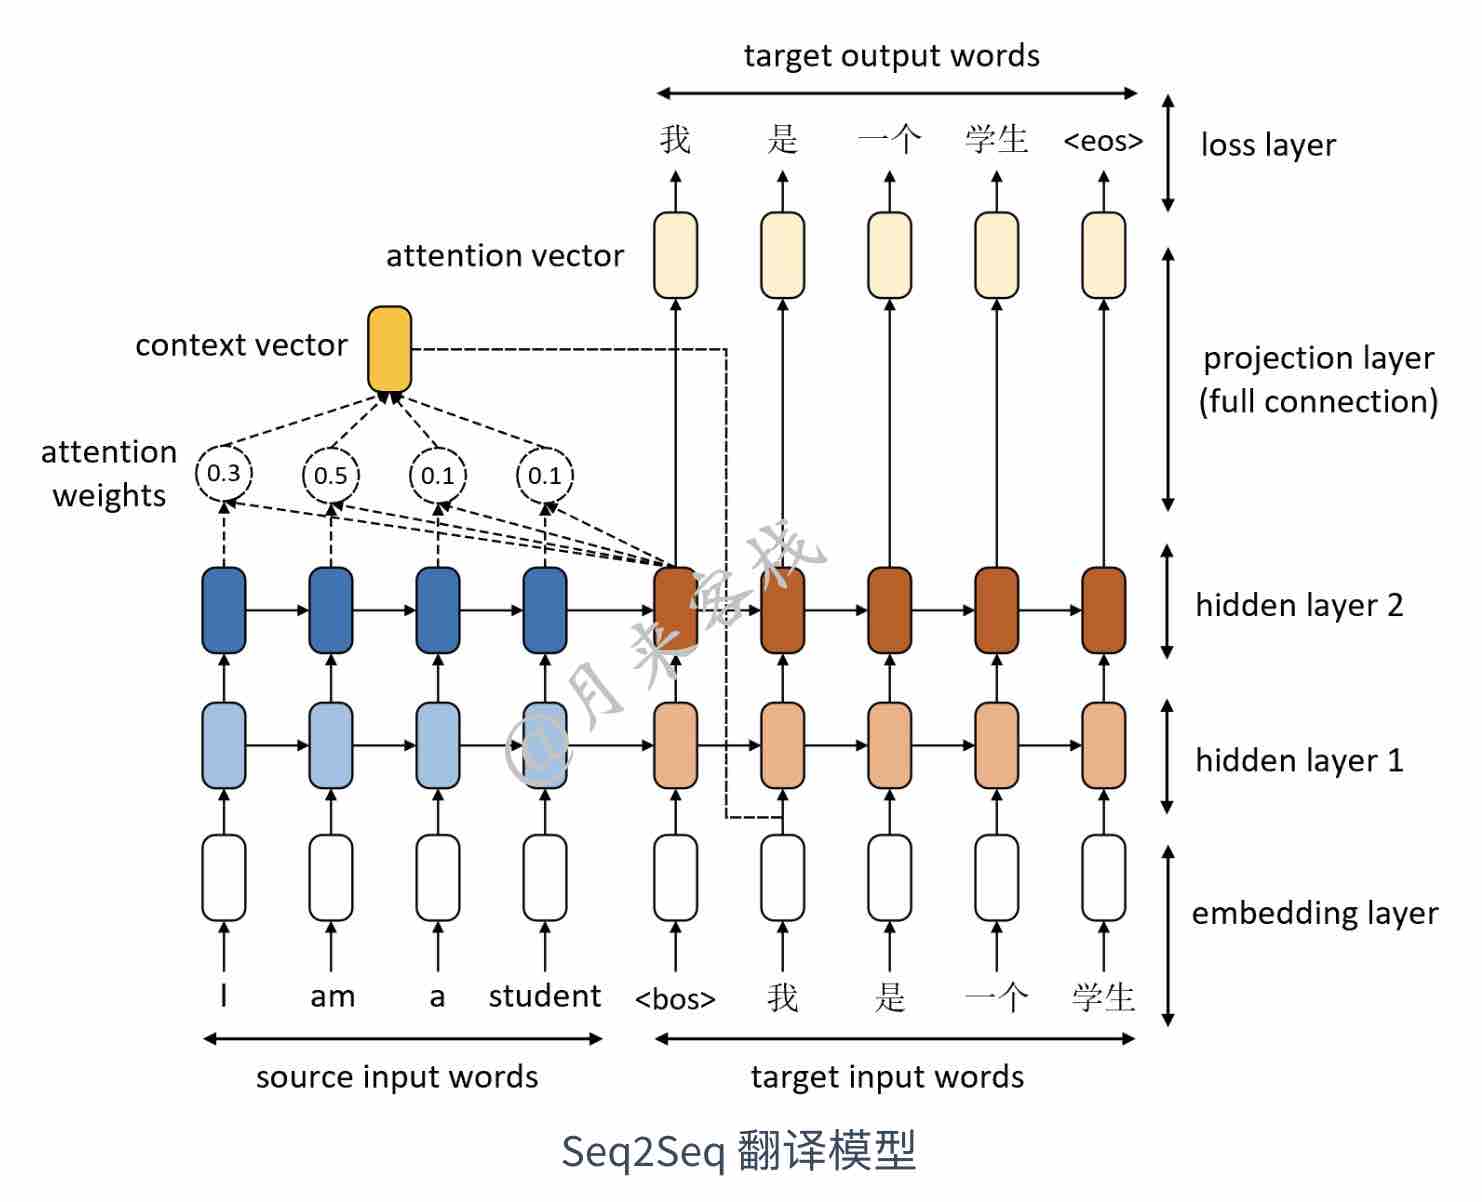 target output words
我 是 一个 学生 <eos>
loss layer
attention vector
context vector
projection layer
(full connection)
attention
weights
0.3 0.5 0.1 0.1
@月来客栈
hidden layer 2
hidden layer 1
embedding layer
I am a student <bos> 我 是 一个 学生
source input words
target input words
Seq2Seq 翻译模型